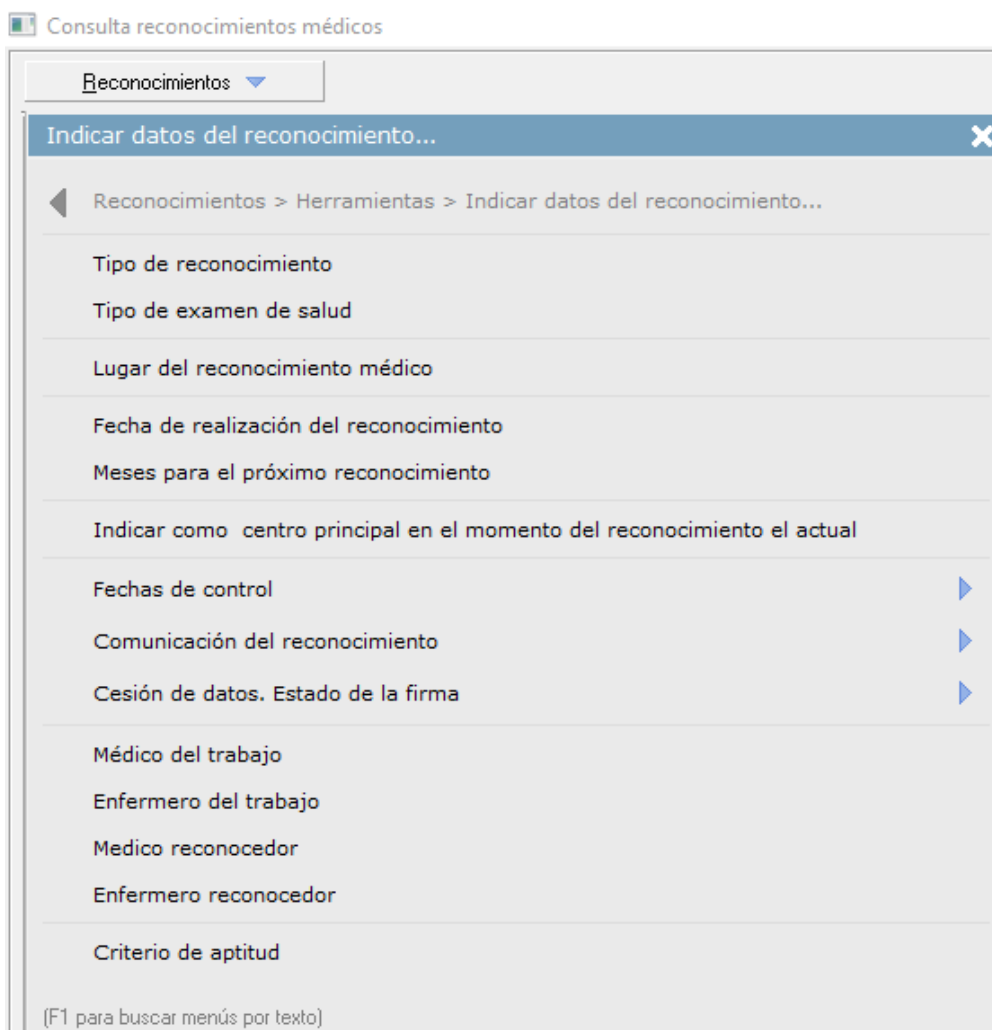 Consulta reconocimientos médicos
Reconocimientos
Indicar datos del reconocimiento...
Reconocimientos > Herramientas > Indicar datos del reconocimiento...
Tipo de reconocimiento
Tipo de examen de salud
Lugar del reconocimiento médico
Fecha de realización del reconocimiento
Meses para el próximo reconocimiento
Indicar como  centro principal en el momento del reconocimiento el actual
Fechas de control
Comunicación del reconocimiento
Cesión de datos. Estado de la firma
Médico del trabajo
Enfermero del trabajo
Medico reconocedor
Enfermero reconocedor
Criterio de aptitud
(F1 para buscar menús por texto)